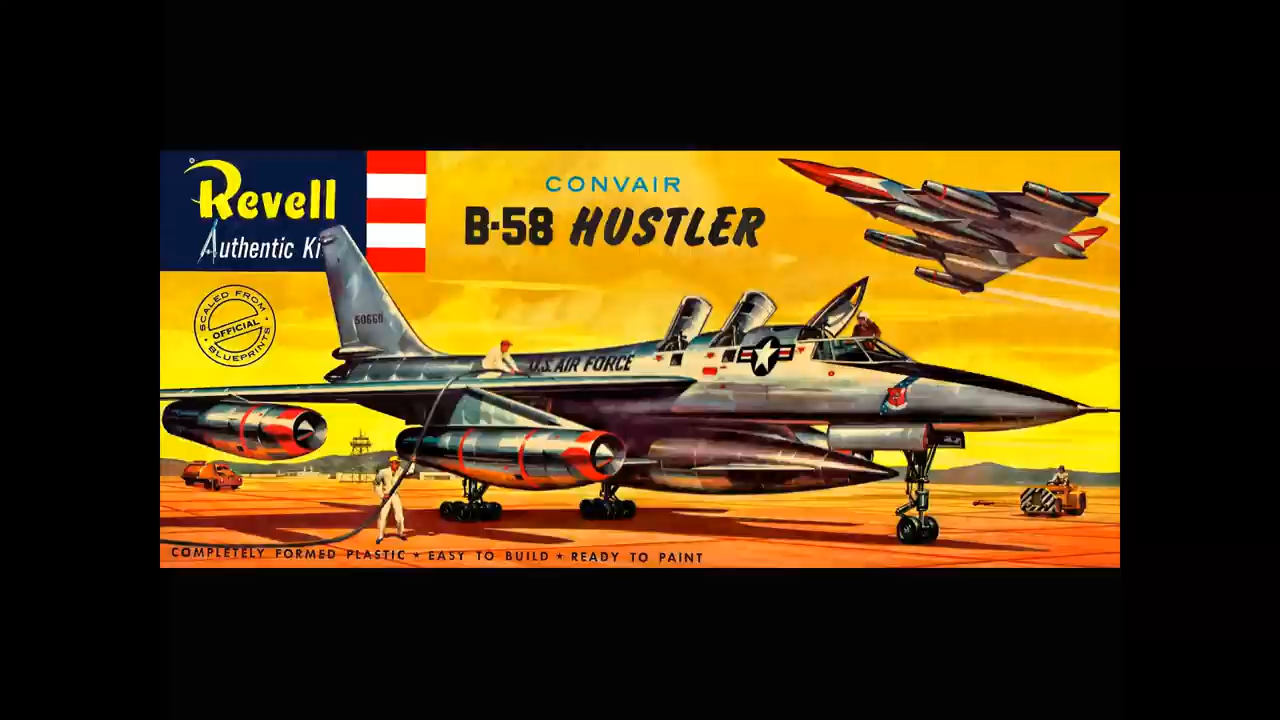 Revell
Authentic Ki
CONVAIR
B-58 HUSTLER
SCALED FROM
OFFICIAL
BLUEPRINTS
50660
U.S. AIR FORCE
COMPLETELY FORMED PLASTIC ★ EASY TO BUILD ★ READY TO PAINT